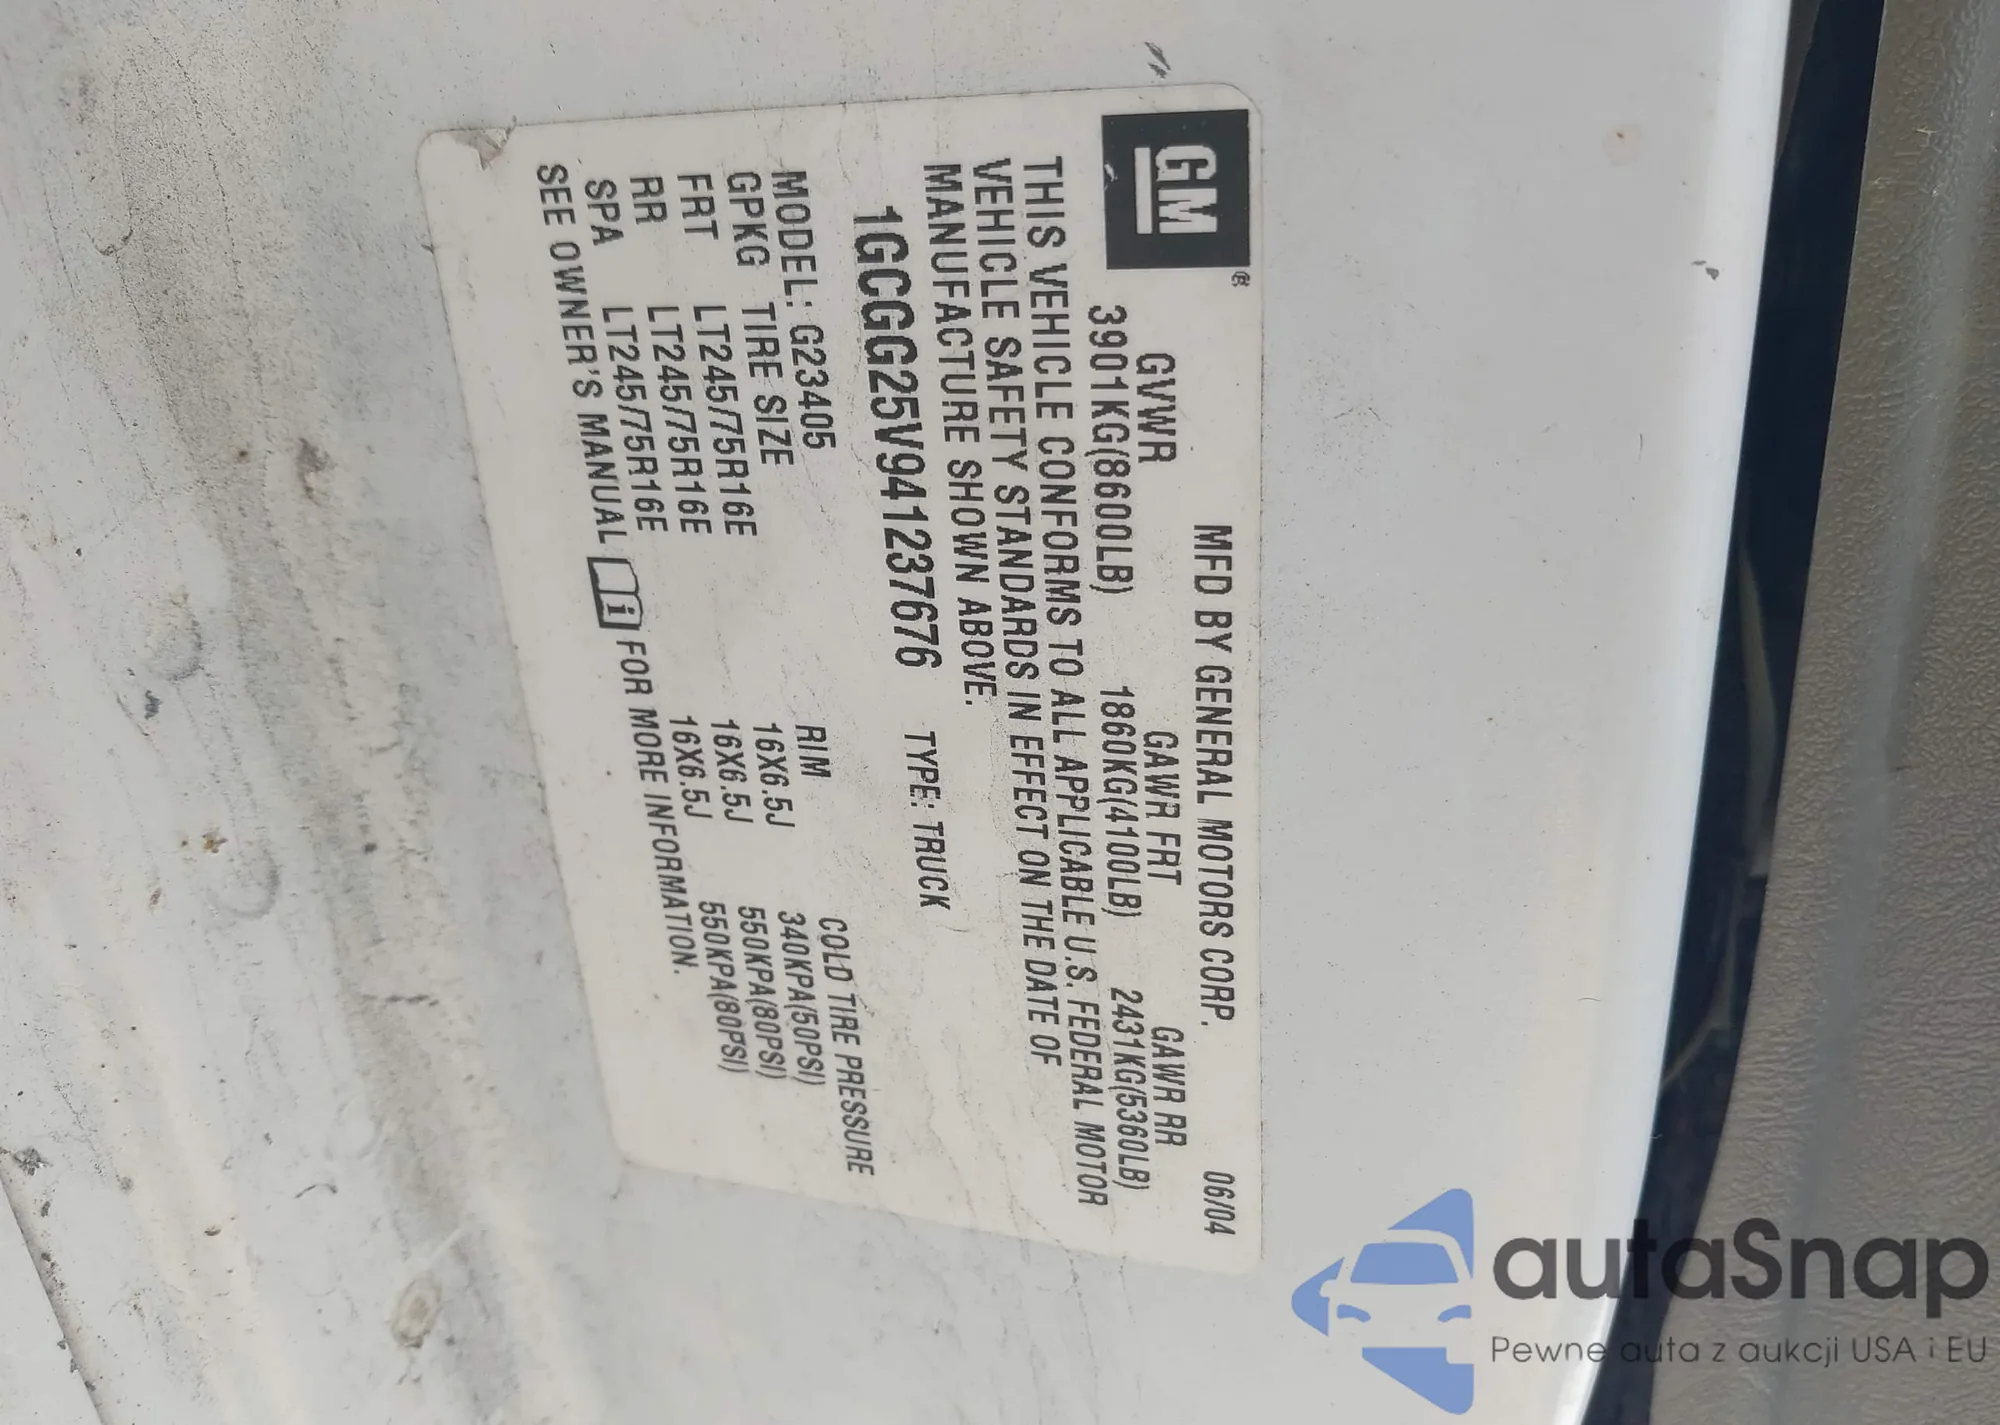 GM®
MFD BY GENERAL MOTORS CORP. 06/04
GVWR GAWR FRT GAWR RR
3901KG(8600LB) 1860KG(4100LB) 2431KG(5360LB)
THIS VEHICLE CONFORMS TO ALL APPLICABLE U.S. FEDERAL MOTOR
VEHICLE SAFETY STANDARDS IN EFFECT ON THE DATE OF
MANUFACTURE SHOWN ABOVE.
1GCGG25V941237676 TYPE: TRUCK
MODEL: G23405
GPKG TIRE SIZE RIM COLD TIRE PRESSURE
FRT LT245/75R16E 16X6.5J 340KPA(50PSI)
RR LT245/75R16E 16X6.5J 550KPA(80PSI)
SPA LT245/75R16E 16X6.5J 550KPA(80PSI)
SEE OWNER'S MANUAL i FOR MORE INFORMATION.
autaSnap
Pewne auta z aukcji USA i EU